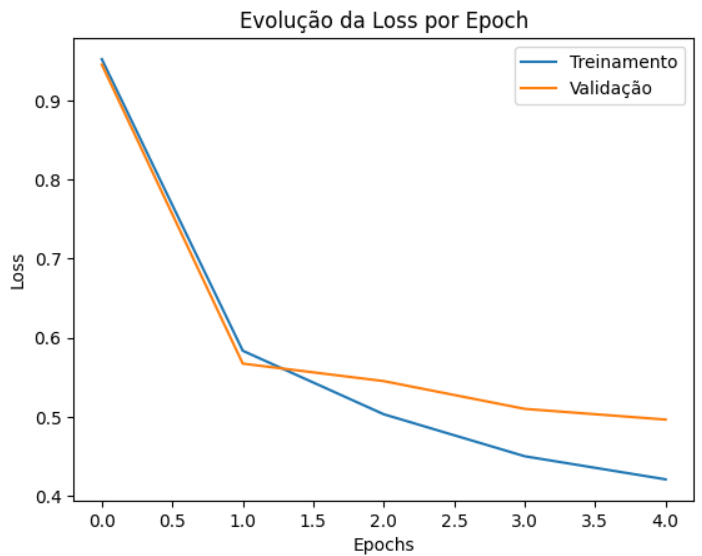 Evolução da Loss por Epoch
Treinamento
Validação
Loss
0.9
0.8
0.7
0.6
0.5
0.4
0.0 0.5 1.0 1.5 2.0 2.5 3.0 3.5 4.0
Epochs